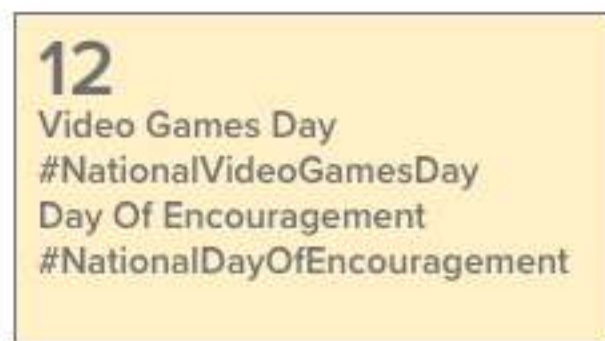 12
Video Games Day
#NationalVideoGamesDay
Day Of Encouragement
#NationalDayOfEncouragement